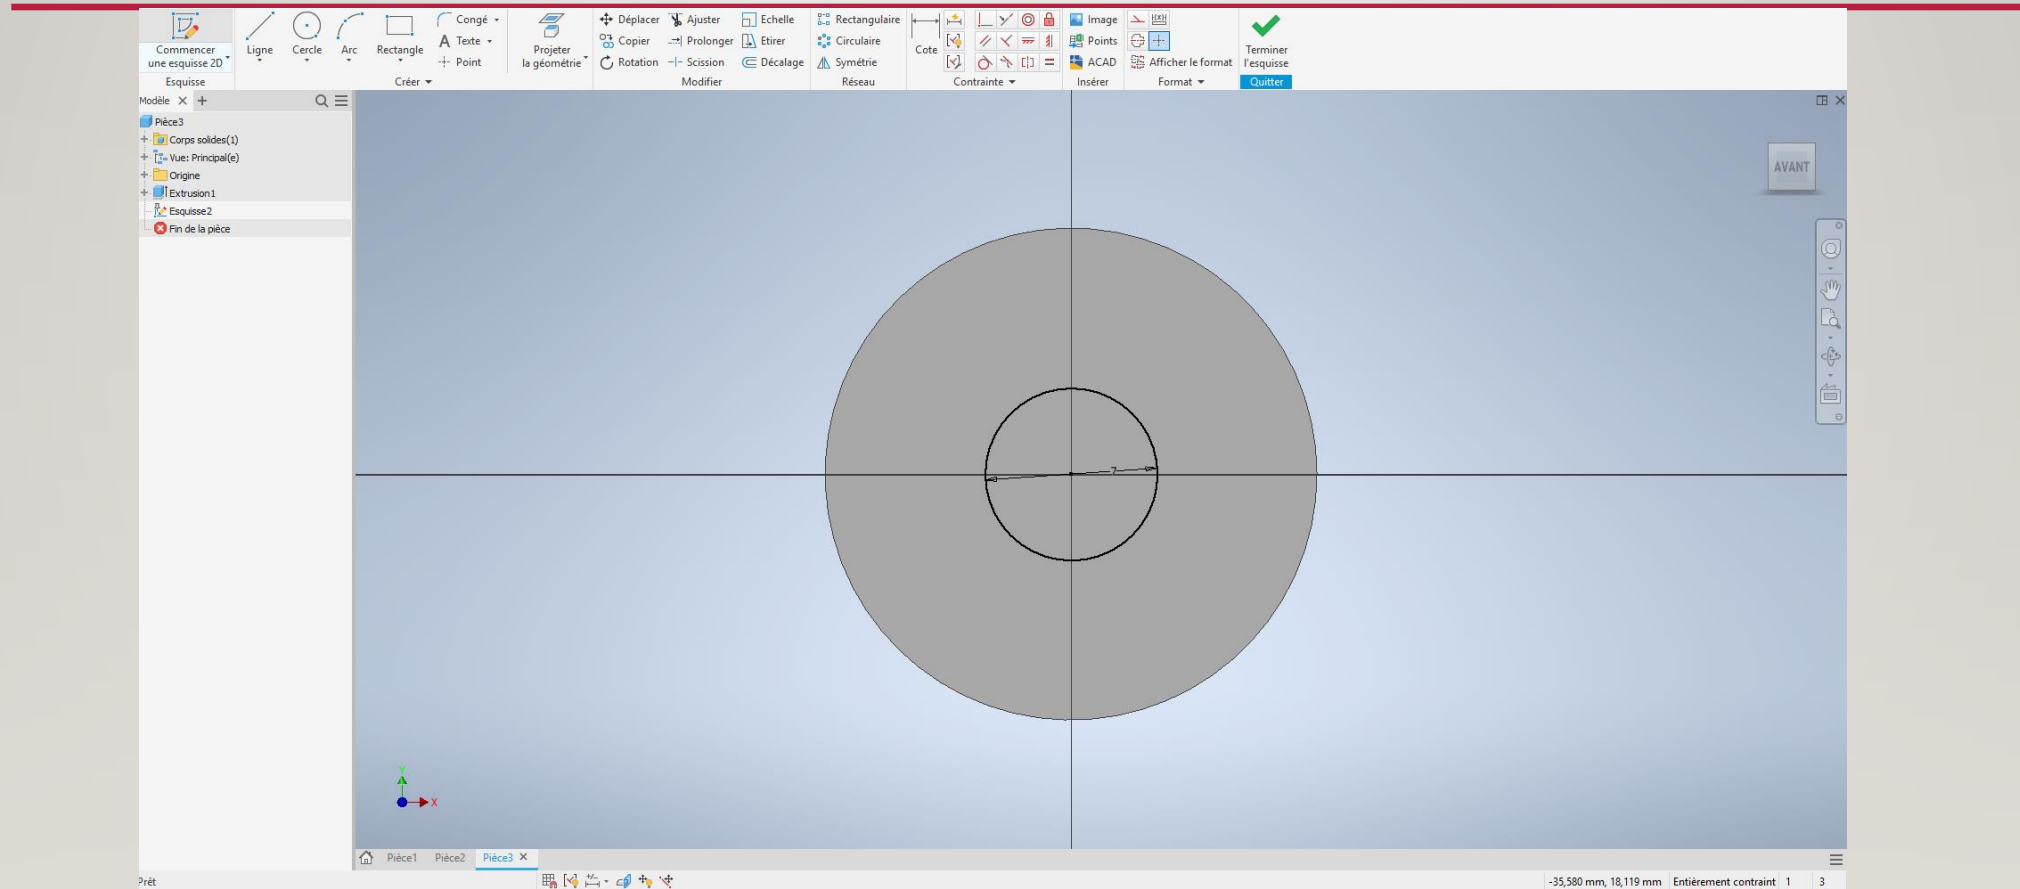 Commencer
une esquisse 2D
Ligne
Cercle
Arc
Rectangle
Congé
Texte
Point
Projeter
la géométrie
Déplacer
Copier
Rotation
Ajuster
Prolonger
Scission
Echelle
Etirer
Décalage
Rectangulaire
Circulaire
Symétrie
Cote
Image
Points
ACAD
Afficher le format
Terminer
l'esquisse
Esquisse
Créer
Modifier
Réseau
Contrainte
Insérer
Format
Quitter
Modèle
Pièce3
Corps solides(1)
Vue: Principal(e)
Origine
Extrusion1
Esquisse2
Fin de la pièce
AVANT
7
Y
X
Pièce1 Pièce2 Pièce3
Prêt
-35,580 mm, 18,119 mm Entièrement contraint 1 3